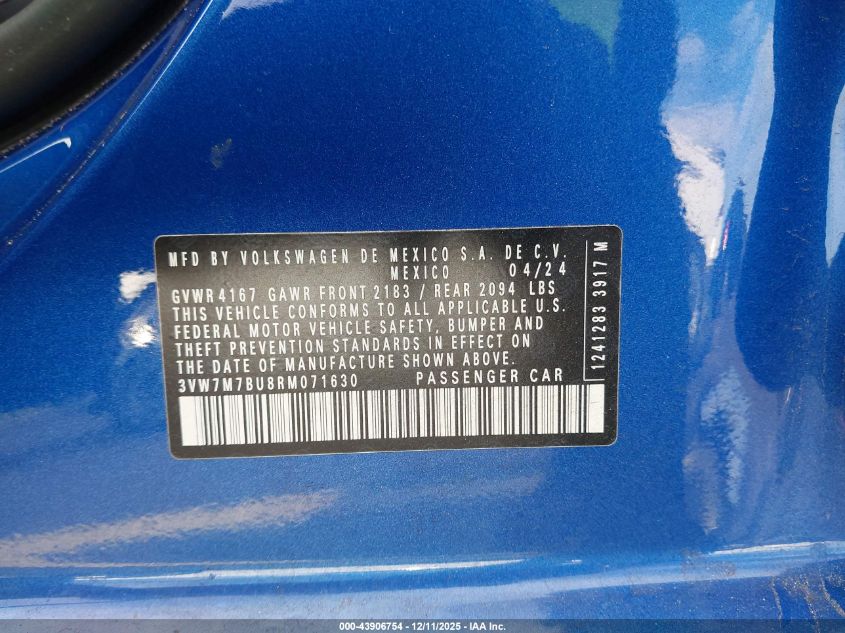 MFD BY VOLKSWAGEN DE MEXICO S.A. DE C.V.
MEXICO 04/24
GVWR 4167 GAWR FRONT 2183 / REAR 2094 LBS
THIS VEHICLE CONFORMS TO ALL APPLICABLE U.S.
FEDERAL MOTOR VEHICLE SAFETY, BUMPER AND
THEFT PREVENTION STANDARDS IN EFFECT ON
THE DATE OF MANUFACTURE SHOWN ABOVE.
3VW7M7BU8RM071630 PASSENGER CAR
1241283 3917 M
000-43906754 - 12/11/2025 - IAA Inc.